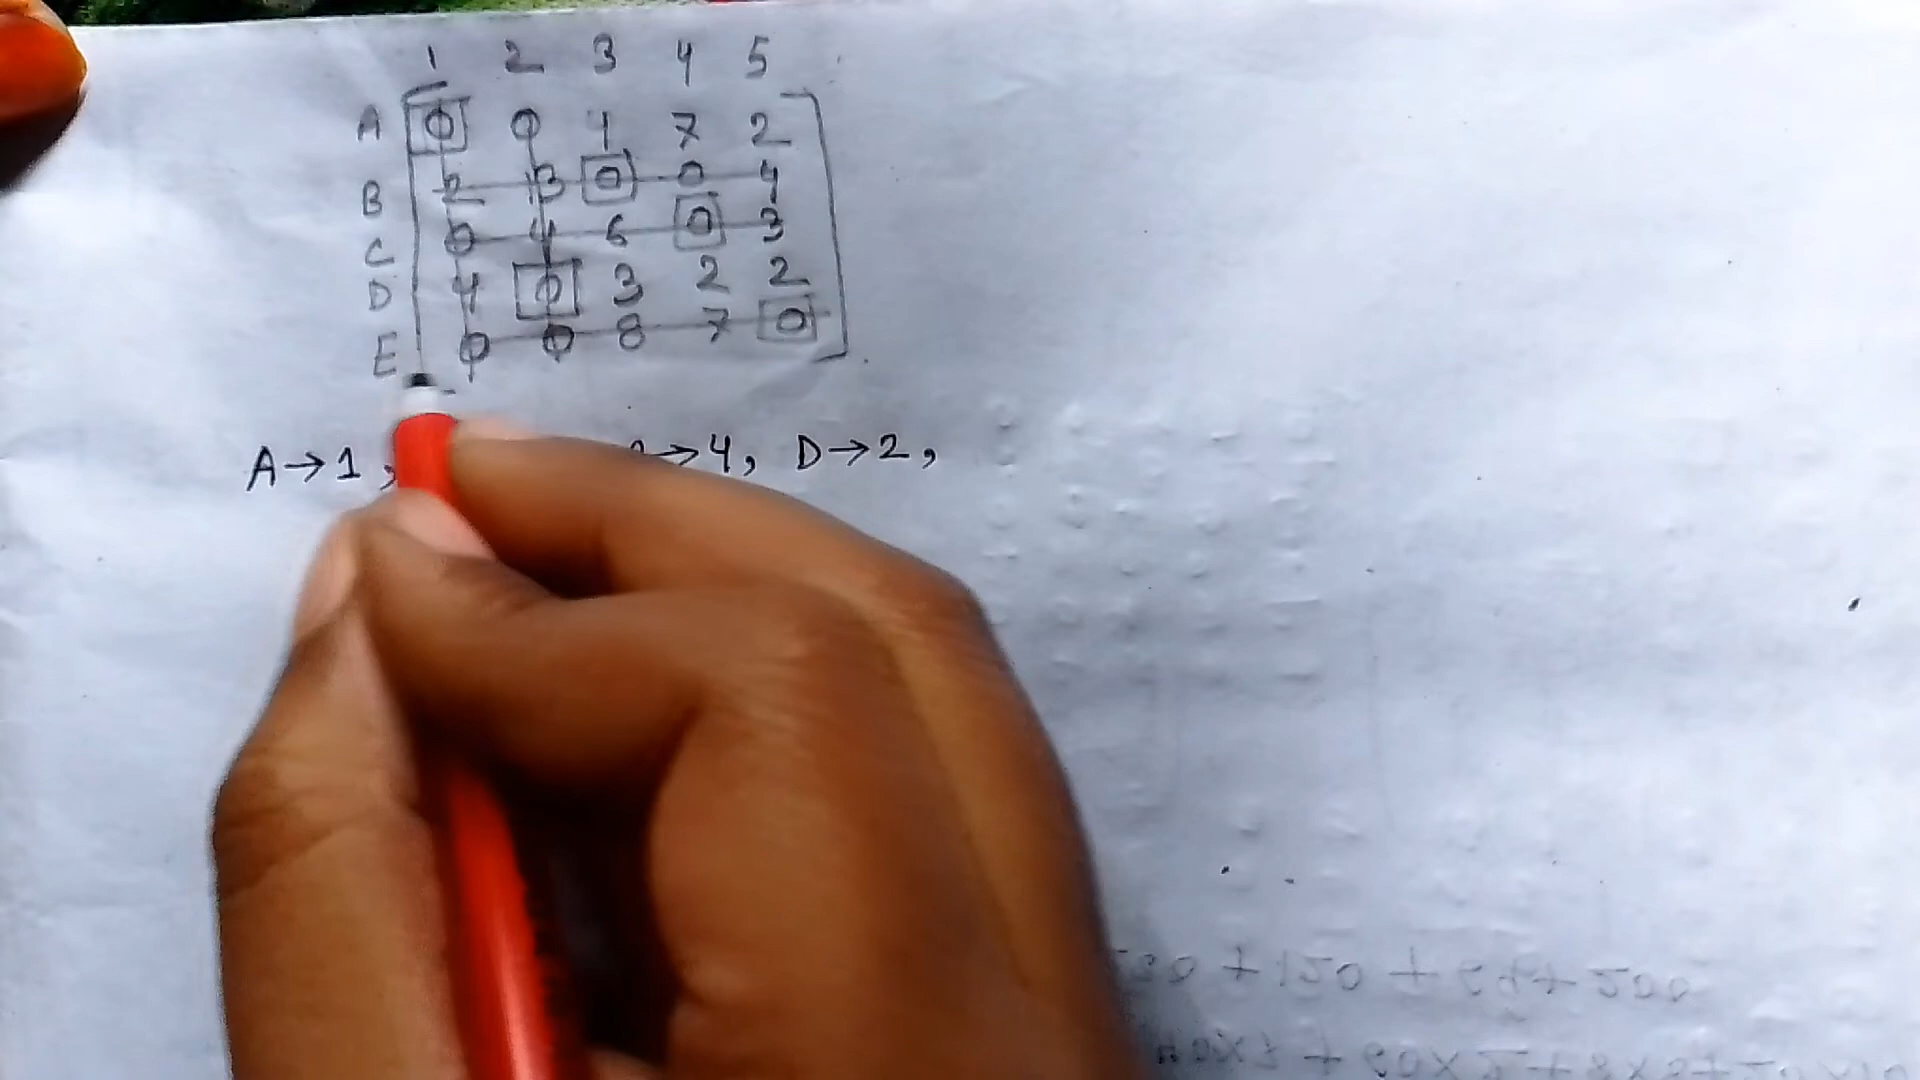 1 2 3 4 5
A 0 0 1 7 2
B 2 13 0 0 4
C 0 4 6 0 3
D 4 0 3 2 2
E 0 0 8 7 0
A→1, →4, D→2,